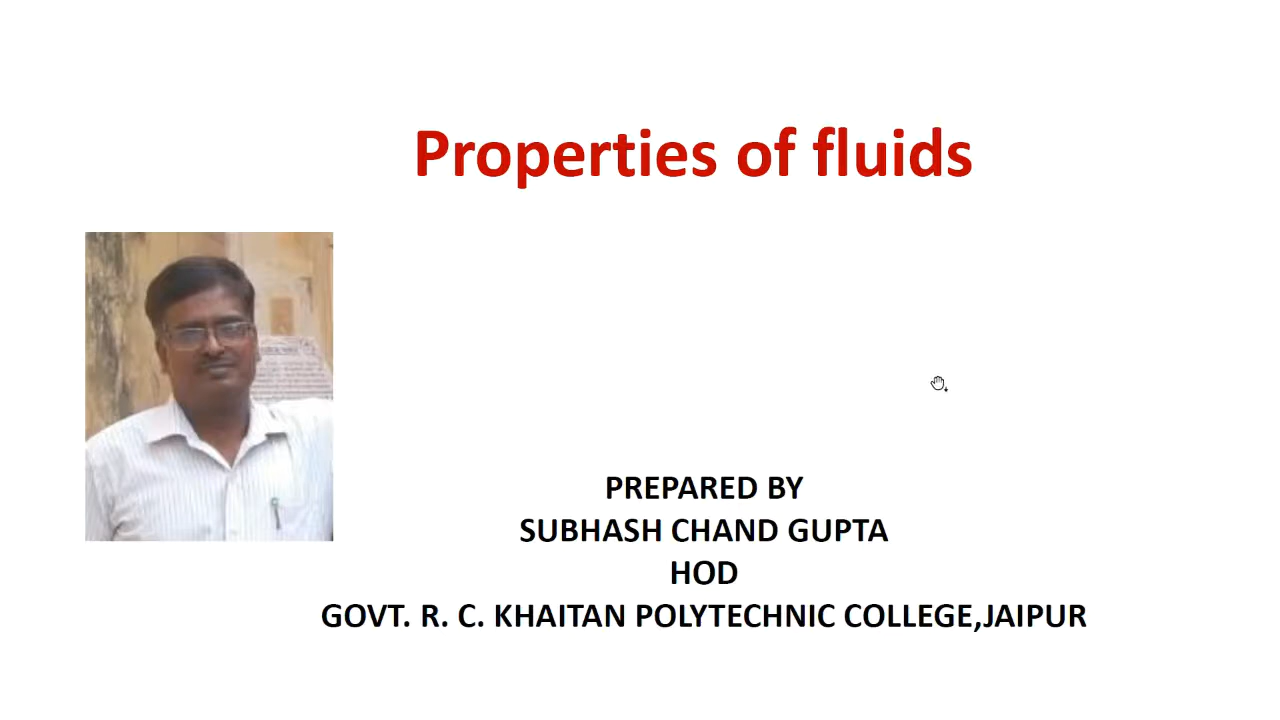 Properties of fluids
PREPARED BY
SUBHASH CHAND GUPTA
HOD
GOVT. R. C. KHAITAN POLYTECHNIC COLLEGE,JAIPUR